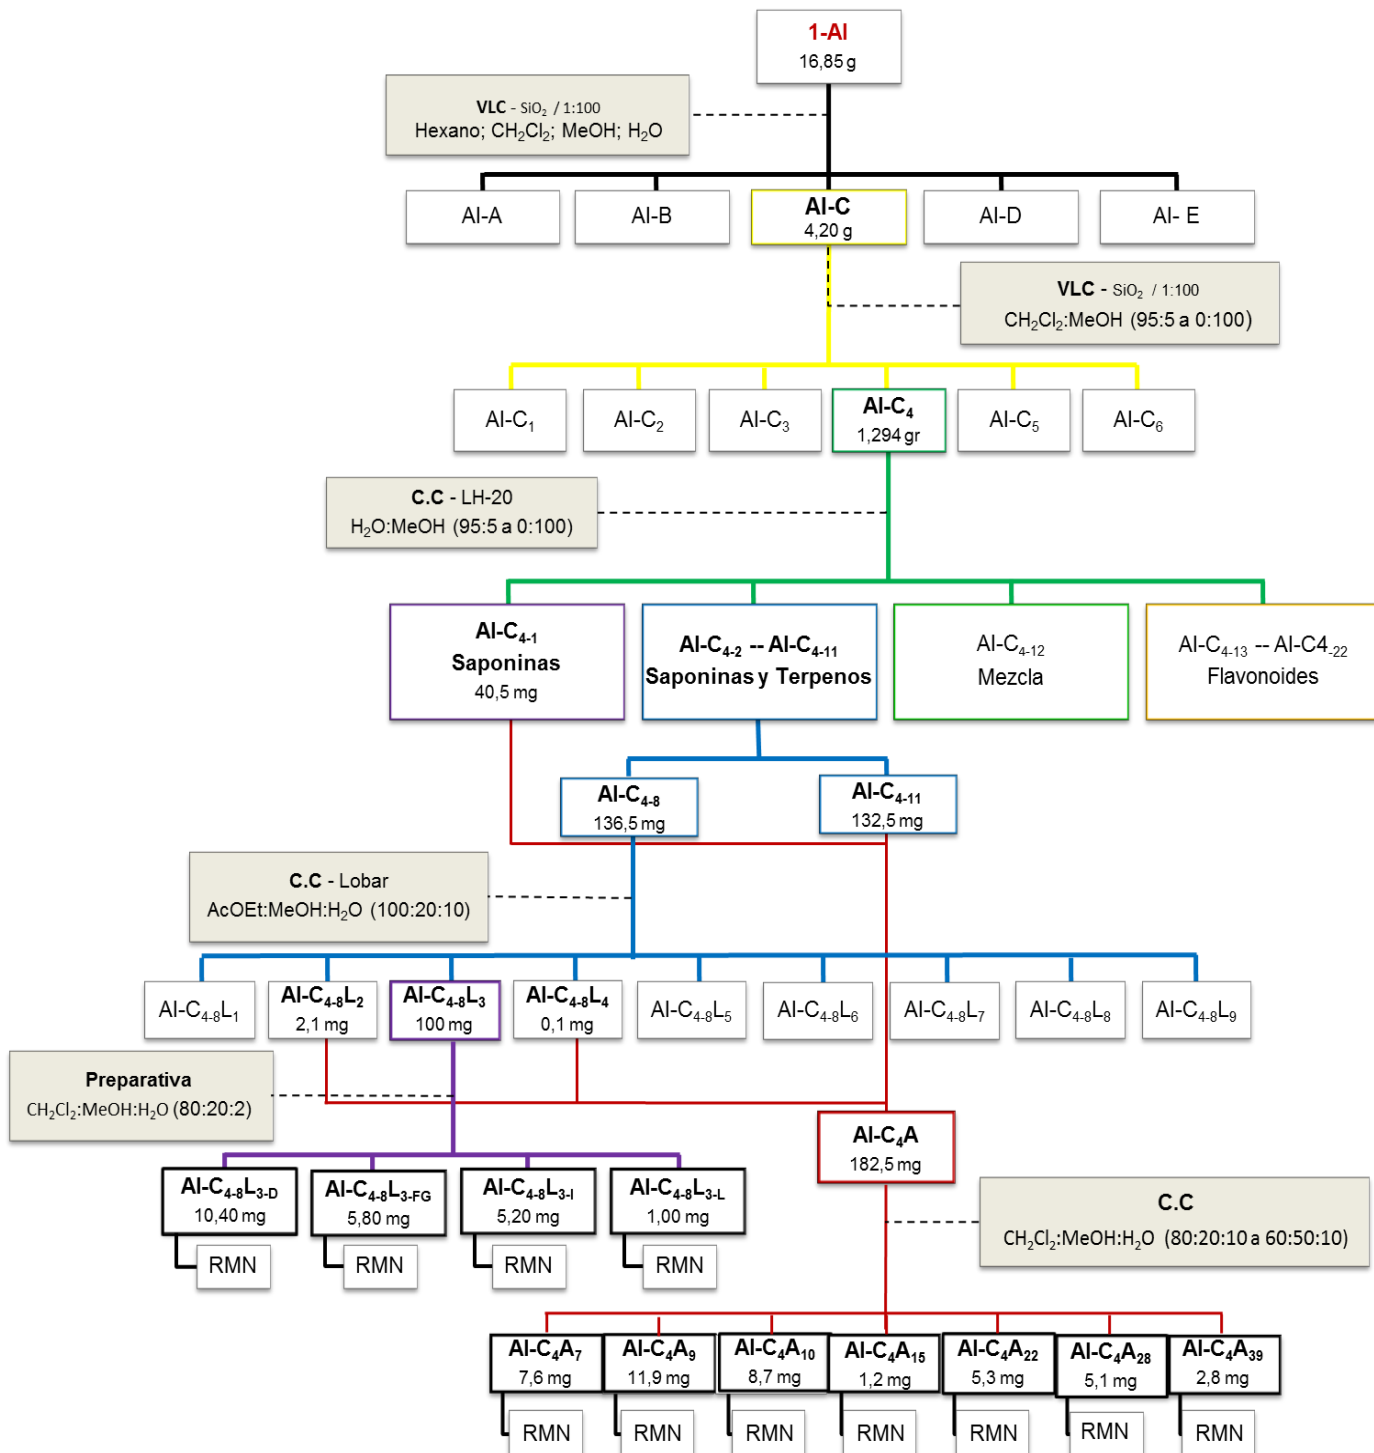 1-AI
16,85 g
VLC - SiO₂ / 1:100
Hexano; CH₂Cl₂; MeOH; H₂O
AI-A
AI-B
AI-C
4,20 g
AI-D
AI- E
VLC - SiO₂ / 1:100
CH₂Cl₂:MeOH (95:5 a 0:100)
AI-C₁
AI-C₂
AI-C₃
AI-C₄
1,294 gr
AI-C₅
AI-C₆
C.C - LH-20
H₂O:MeOH (95:5 a 0:100)
AI-C₄₋₁
Saponinas
40,5 mg
AI-C₄₋₂ -- AI-C₄₋₁₁
Saponinas y Terpenos
AI-C₄₋₁₂
Mezcla
AI-C₄₋₁₃ -- AI-C4₋₂₂
Flavonoides
AI-C₄₋₈
136,5 mg
AI-C₄₋₁₁
132,5 mg
C.C - Lobar
AcOEt:MeOH:H₂O (100:20:10)
AI-C₄₋₈L₁
AI-C₄₋₈L₂
2,1 mg
AI-C₄₋₈L₃
100 mg
AI-C₄₋₈L₄
0,1 mg
AI-C₄₋₈L₅
AI-C₄₋₈L₆
AI-C₄₋₈L₇
AI-C₄₋₈L₈
AI-C₄₋₈L₉
Preparativa
CH₂Cl₂:MeOH:H₂O (80:20:2)
AI-C₄A
182,5 mg
AI-C₄₋₈L₃-D
10,40 mg
AI-C₄₋₈L₃-FG
5,80 mg
AI-C₄₋₈L₃-I
5,20 mg
AI-C₄₋₈L₃-L
1,00 mg
RMN
RMN
RMN
RMN
C.C
CH₂Cl₂:MeOH:H₂O (80:20:10 a 60:50:10)
AI-C₄A₇
7,6 mg
AI-C₄A₉
11,9 mg
AI-C₄A₁₀
8,7 mg
AI-C₄A₁₅
1,2 mg
AI-C₄A₂₂
5,3 mg
AI-C₄A₂₈
5,1 mg
AI-C₄A₃₉
2,8 mg
RMN
RMN
RMN
RMN
RMN
RMN
RMN